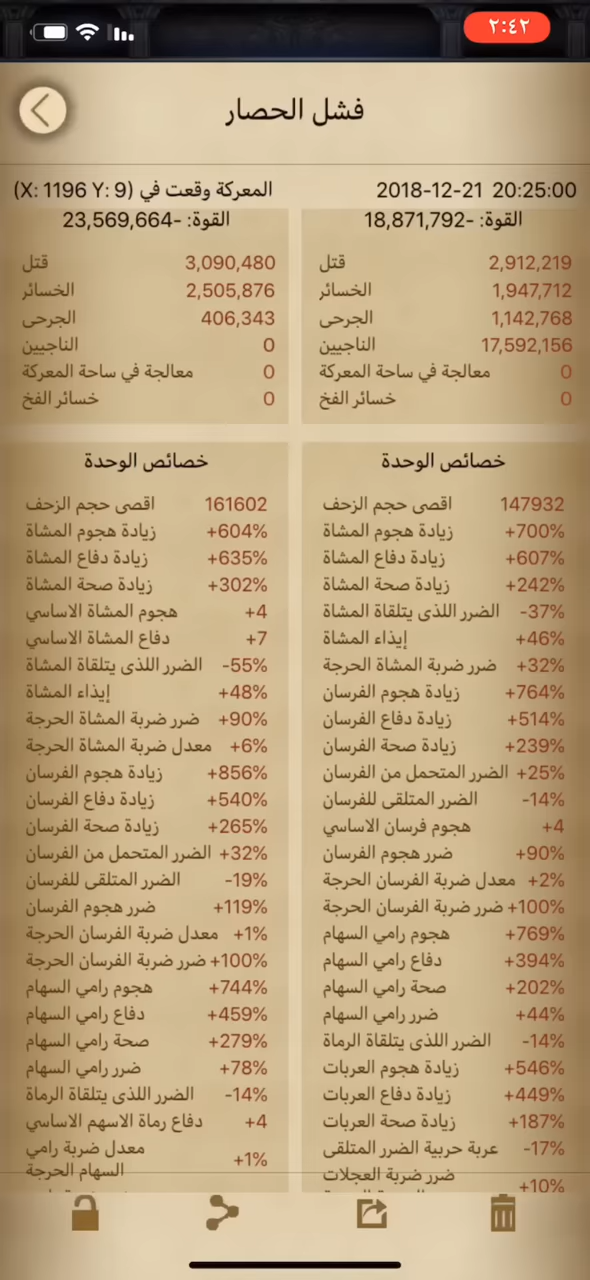 ٢:٤٢
فشل الحصار
المعركة وقعت في (X: 1196 Y: 9)
2018-12-21 20:25:00
القوة: -23,569,664
قتل 3,090,480
الخسائر 2,505,876
الجرحى 406,343
الناجيين 0
معالجة في ساحة المعركة 0
خسائر الفخ 0
القوة: -18,871,792
قتل 2,912,219
الخسائر 1,947,712
الجرحى 1,142,768
الناجيين 17,592,156
معالجة في ساحة المعركة 0
خسائر الفخ 0
خصائص الوحدة
اقصى حجم الزحف 161602
زيادة هجوم المشاة +604%
زيادة دفاع المشاة +635%
زيادة صحة المشاة +302%
هجوم المشاة الاساسي +4
دفاع المشاة الاساسي +7
الضرر اللذى يتلقاة المشاة -55%
إيذاء المشاة +48%
ضرر ضربة المشاة الحرجة +90%
معدل ضربة المشاة الحرجة +6%
زيادة هجوم الفرسان +856%
زيادة دفاع الفرسان +540%
زيادة صحة الفرسان +265%
الضرر المتحمل من الفرسان +32%
الضرر المتلقى للفرسان -19%
ضرر هجوم الفرسان +119%
معدل ضربة الفرسان الحرجة +1%
ضرر ضربة الفرسان الحرجة +100%
هجوم رامي السهام +744%
دفاع رامي السهام +459%
صحة رامي السهام +279%
ضرر رامي السهام +78%
الضرر اللذى يتلقاة الرماة -14%
دفاع رماة الاسهم الاساسي +4
معدل ضربة رامي
السهام الحرجة +1%
خصائص الوحدة
اقصى حجم الزحف 147932
زيادة هجوم المشاة +700%
زيادة دفاع المشاة +607%
زيادة صحة المشاة +242%
الضرر اللذى يتلقاة المشاة -37%
إيذاء المشاة +46%
ضرر ضربة المشاة الحرجة +32%
زيادة هجوم الفرسان +764%
زيادة دفاع الفرسان +514%
زيادة صحة الفرسان +239%
الضرر المتحمل من الفرسان +25%
الضرر المتلقى للفرسان -14%
هجوم فرسان الاساسي +4
ضرر هجوم الفرسان +90%
معدل ضربة الفرسان الحرجة +2%
ضرر ضربة الفرسان الحرجة +100%
هجوم رامي السهام +769%
دفاع رامي السهام +394%
صحة رامي السهام +202%
ضرر رامي السهام +44%
الضرر اللذى يتلقاة الرماة -14%
زيادة هجوم العربات +546%
زيادة دفاع العربات +449%
زيادة صحة العربات +187%
عربة حربية الضرر المتلقى -17%
ضرر ضربة العجلات +10%